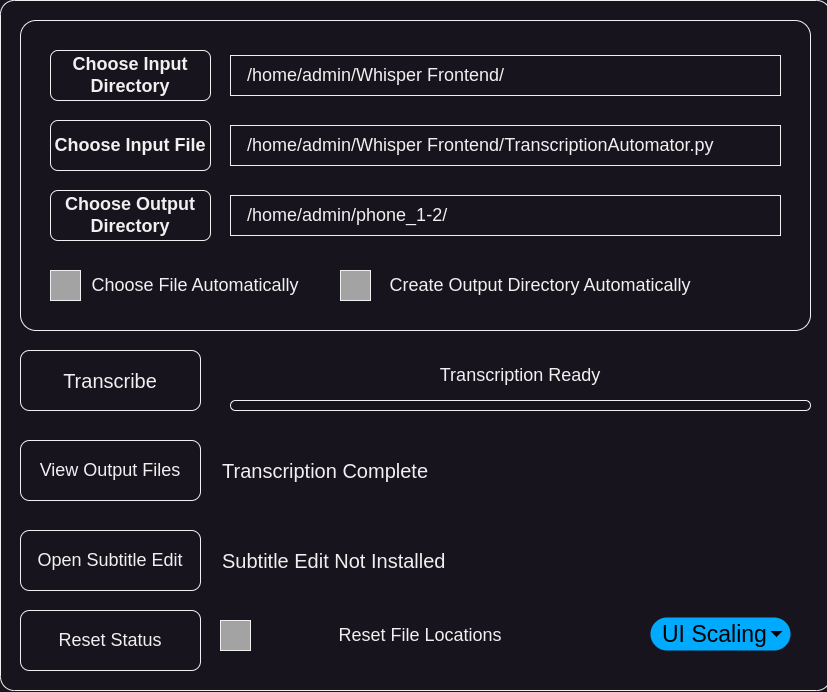 Choose Input
Directory
/home/admin/Whisper Frontend/
Choose Input File
/home/admin/Whisper Frontend/TranscriptionAutomator.py
Choose Output
Directory
/home/admin/phone_1-2/
Choose File Automatically
Create Output Directory Automatically
Transcribe
Transcription Ready
View Output Files
Transcription Complete
Open Subtitle Edit
Subtitle Edit Not Installed
Reset Status
Reset File Locations
UI Scaling